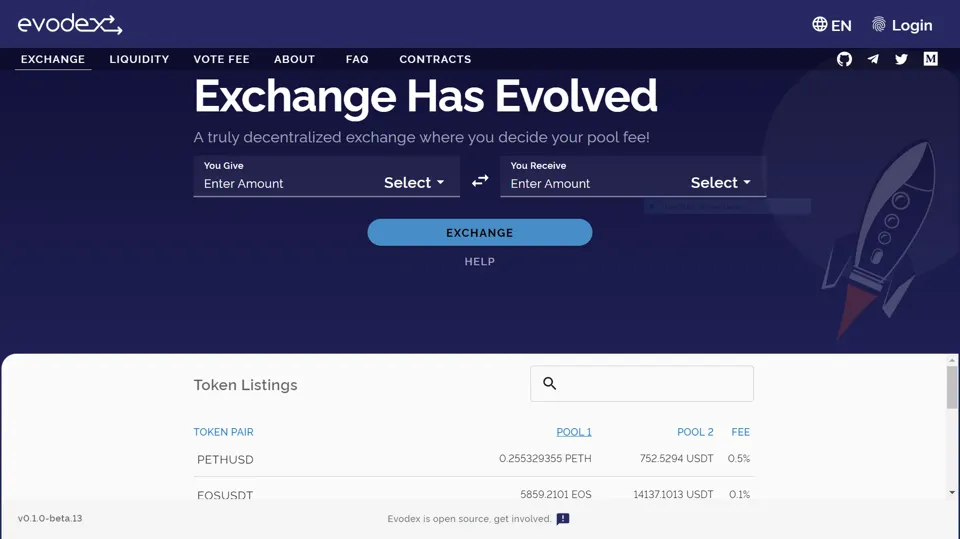 evodex
EN
Login
EXCHANGE
LIQUIDITY
VOTE FEE
ABOUT
FAQ
CONTRACTS
Exchange Has Evolved
A truly decentralized exchange where you decide your pool fee!
You Give
Enter Amount
Select
You Receive
Enter Amount
Select
EXCHANGE
HELP
Token Listings
TOKEN PAIR POOL 1 POOL 2 FEE
PETHUSD 0.255329355 PETH 752.5294 USDT 0.5%
EOSUSDT 5859.2101 EOS 14137.1013 USDT 0.1%
v0.1.0-beta.13
Evodex is open source, get involved.